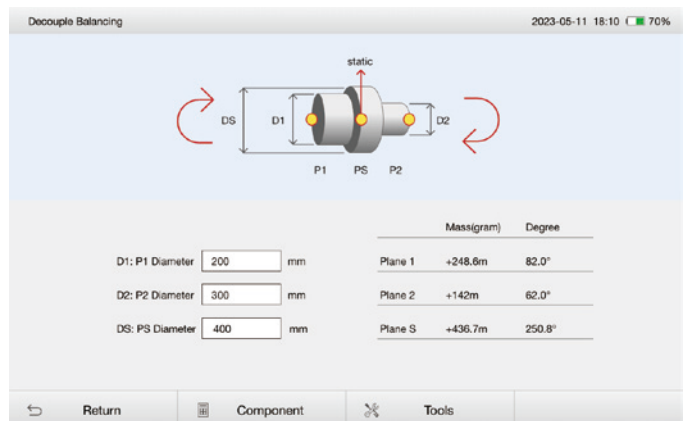 Decouple Balancing 2023-05-11 18:10 70%
static
DS D1 D2
P1 PS P2
Mass(gram) Degree
D1: P1 Diameter 200 mm Plane 1 +248.6m 82.0°
D2: P2 Diameter 300 mm Plane 2 +142m 62.0°
DS: PS Diameter 400 mm Plane S +436.7m 250.8°
Return Component Tools